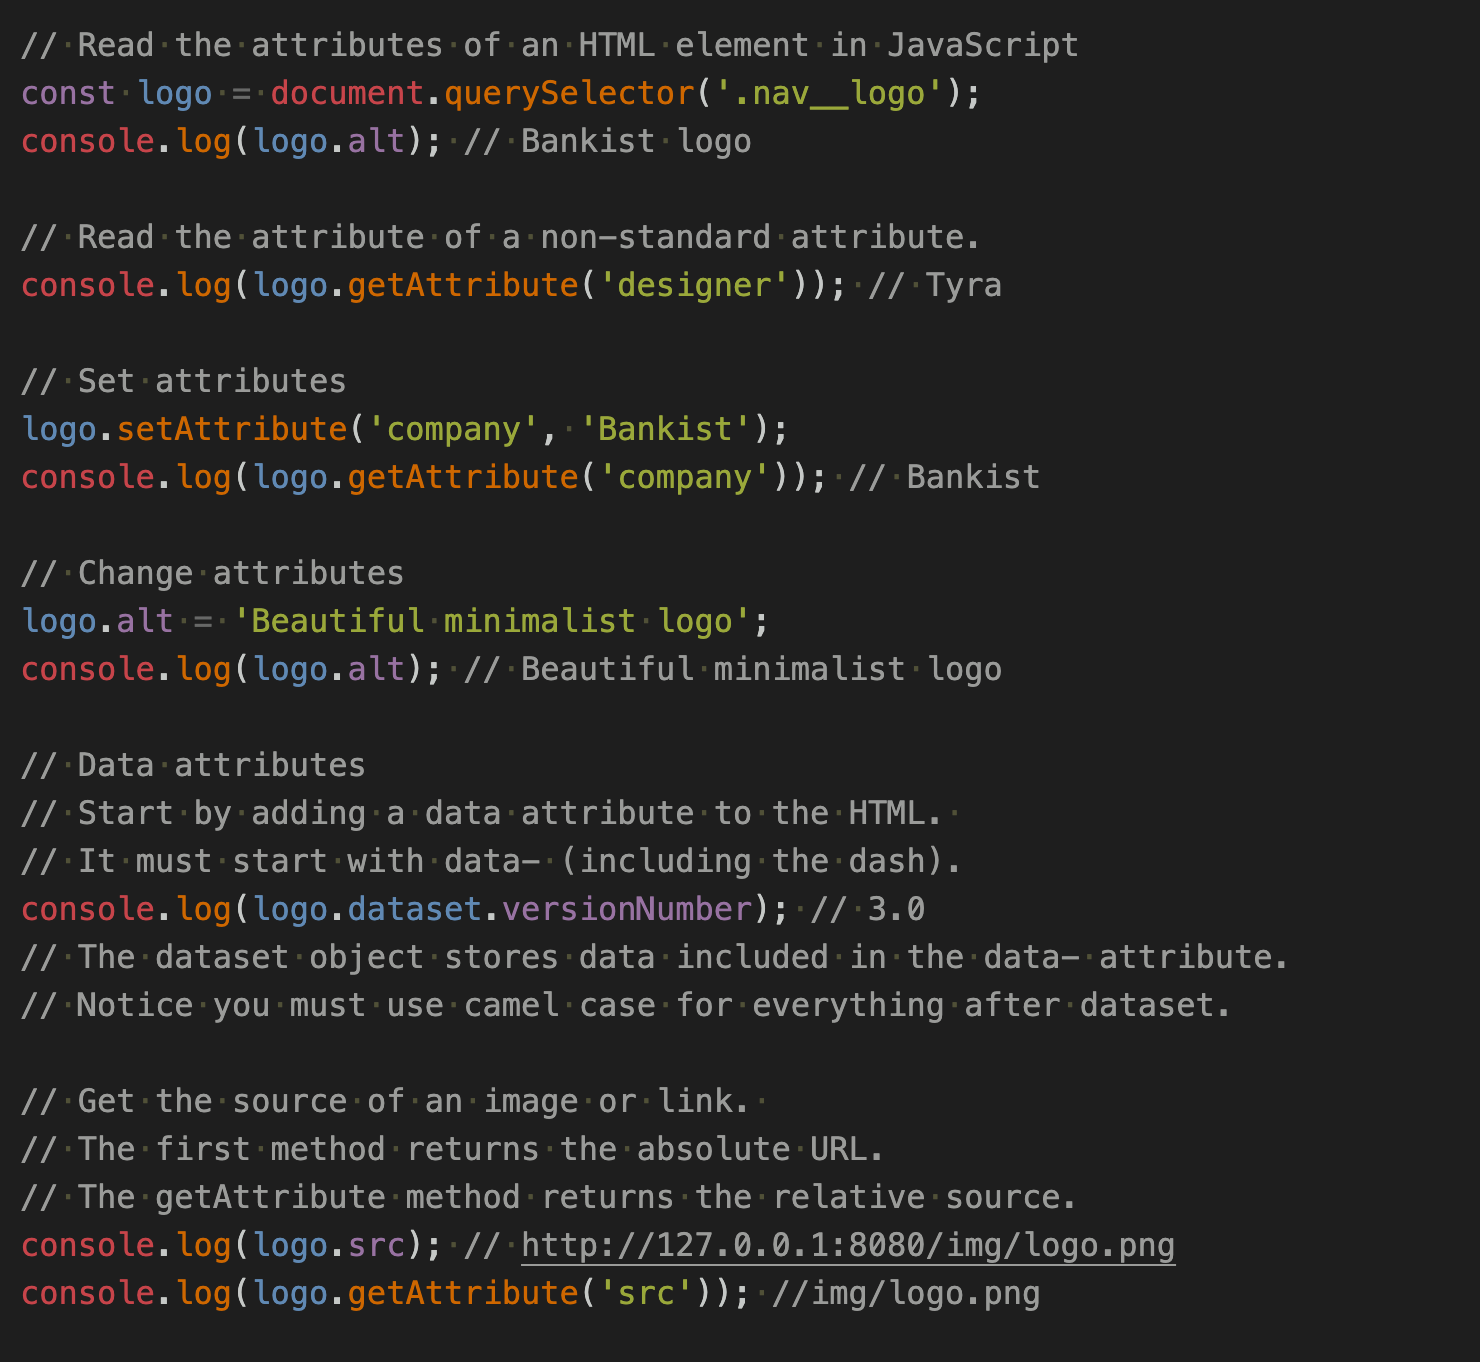 // Read the attributes of an HTML element in JavaScript
const logo = document.querySelector('.nav__logo');
console.log(logo.alt); // Bankist logo
// Read the attribute of a non-standard attribute.
console.log(logo.getAttribute('designer')); // Tyra
// Set attributes
logo.setAttribute('company', 'Bankist');
console.log(logo.getAttribute('company')); // Bankist
// Change attributes
logo.alt = 'Beautiful minimalist logo';
console.log(logo.alt); // Beautiful minimalist logo
// Data attributes
// Start by adding a data attribute to the HTML.
// It must start with data- (including the dash).
console.log(logo.dataset.versionNumber); // 3.0
// The dataset object stores data included in the data- attribute.
// Notice you must use camel case for everything after dataset.
// Get the source of an image or link.
// The first method returns the absolute URL.
// The getAttribute method returns the relative source.
console.log(logo.src); // http://127.0.0.1:8080/img/logo.png
console.log(logo.getAttribute('src')); //img/logo.png